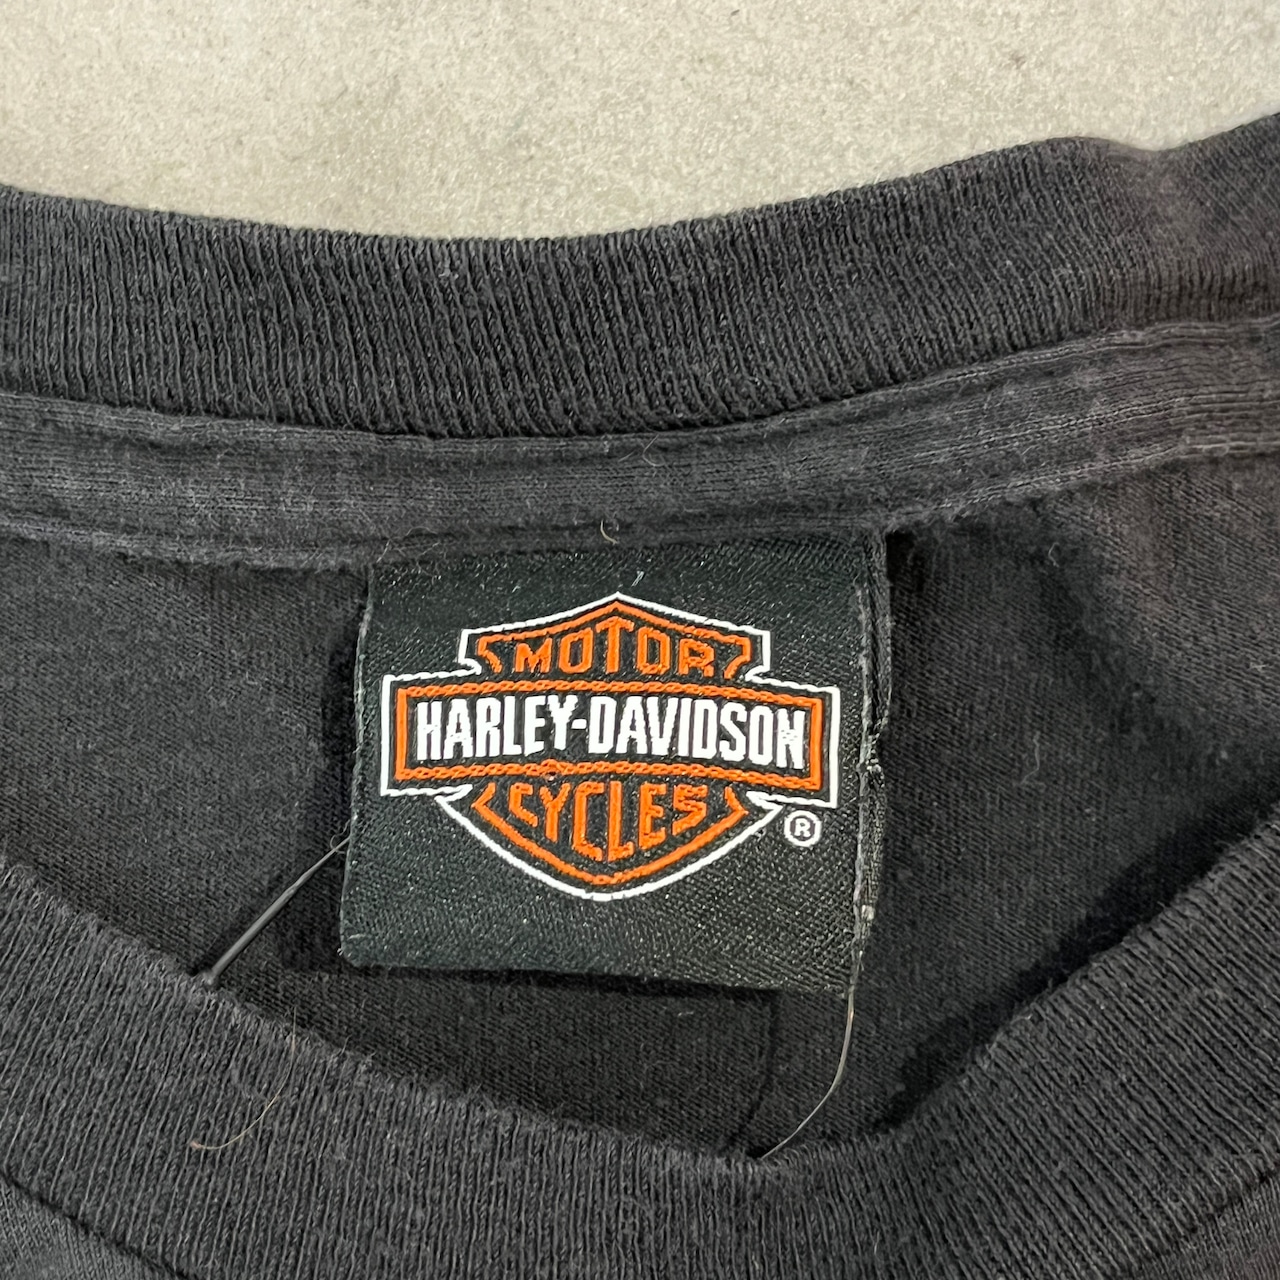 MOTOR
HARLEY-DAVIDSON
CYCLES
®